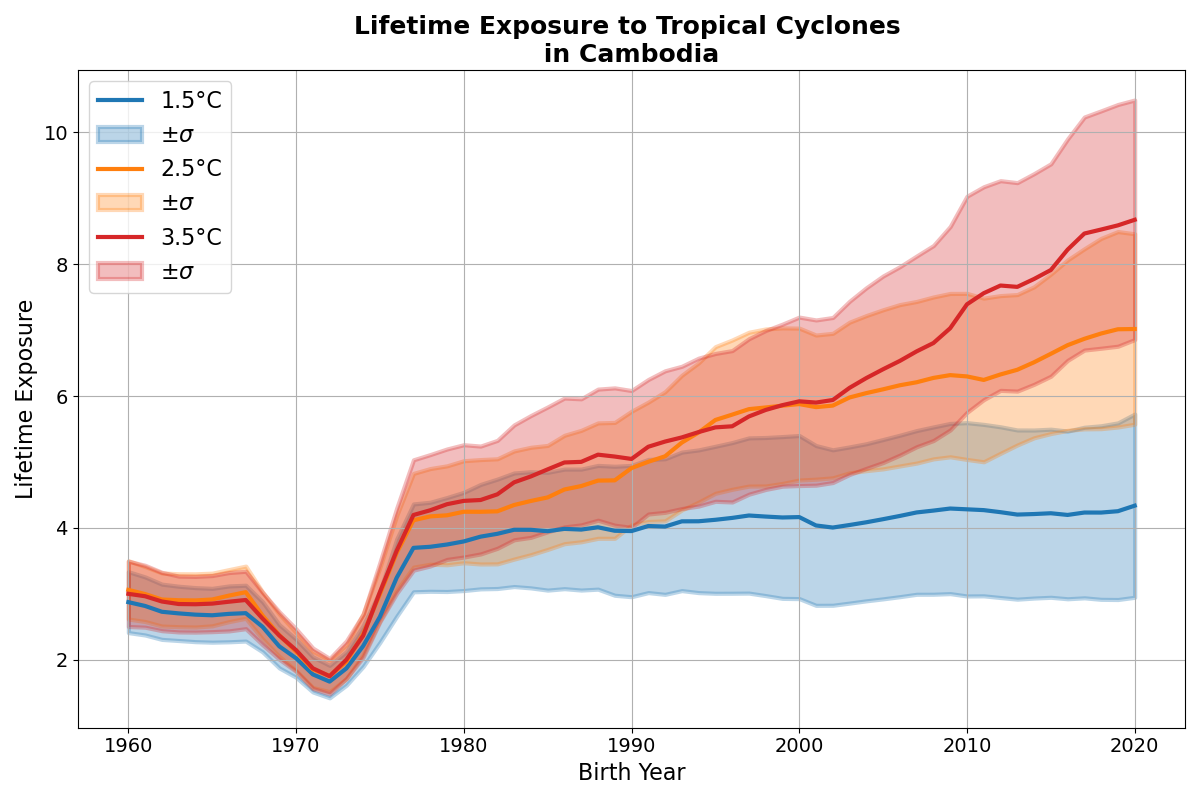 Lifetime Exposure to Tropical Cyclones
in Cambodia
1.5°C
±σ
2.5°C
±σ
3.5°C
±σ
Lifetime Exposure
10
8
6
4
2
1960
1970
1980
1990
2000
2010
2020
Birth Year